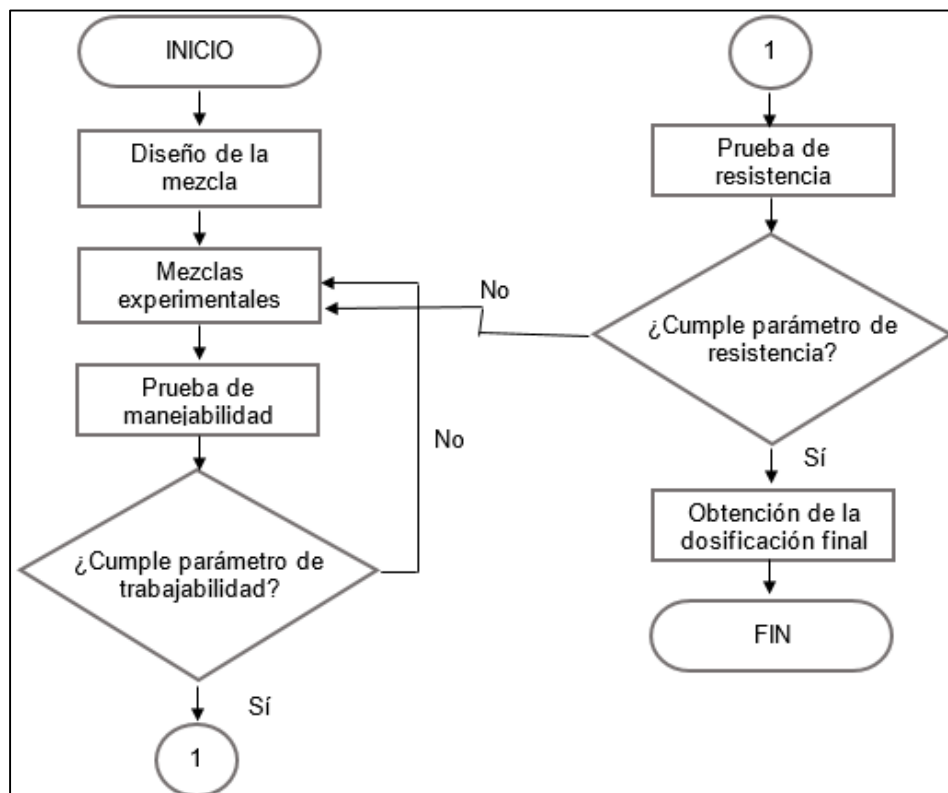 INICIO
Diseño de la
mezcla
Mezclas
experimentales
Prueba de
manejabilidad
No
¿Cumple parámetro de
trabajabilidad?
Sí
1
1
Prueba de
resistencia
No
¿Cumple parámetro de
resistencia?
Sí
Obtención de la
dosificación final
FIN